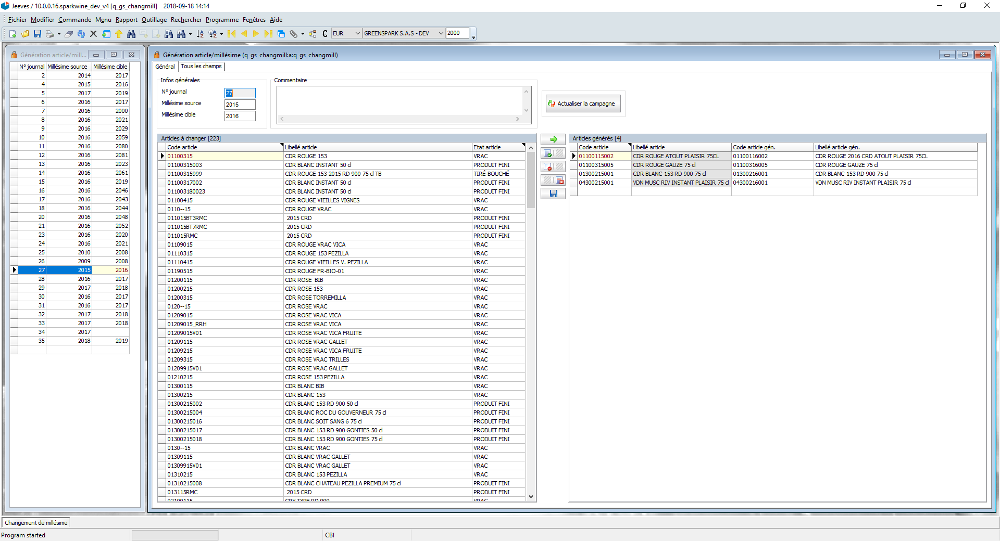 Jeeves / 10.0.0.16.sparkwine_dev_v4 [q_gs_changmill]    2018-09-18 14:14
Fichier Modifier Commande Menu Rapport Outillage Rechercher Programme Fenêtres Aide
€ EUR GREENSPARK S.A.S - DEV 2000
Génération article/mill...
N° journal Millésime source Millésime cible
2 2014 2017
4 2015 2016
5 2017 2019
6 2016 2017
7 2016 2000
8 2016 2021
9 2016 2029
10 2016 2059
11 2016 2080
12 2016 2081
13 2016 2023
14 2016 2061
15 2016 2019
16 2016 2046
17 2016 2043
18 2016 2044
20 2016 2048
21 2016 2052
23 2016 2020
24 2016 2021
25 2010 2008
26 2009 2008
27 2015 2016
28 2016 2017
29 2017 2018
30 2016 2017
31 2016 2017
32 2017 2018
33 2017 2018
34 2017
35 2018 2019
Génération article/millésime (q_gs_changmill:a:q_gs_changmill)
Général Tous les champs
Infos générales
N° journal 27
Millésime source 2015
Millésime cible 2016
Commentaire
Actualiser la campagne
Articles à changer [223]
Code article Libellé article Etat article
01100315 CDR ROUGE 153 VRAC
01100315003 CDR BLANC INSTANT 50 cl PRODUIT FINI
01100315999 CDR ROUGE 153 2015 RD 900 75 cl TB TIRÉ-BOUCHÉ
01100317002 CDR BLANC INSTANT 50 cl PRODUIT FINI
011003180023 CDR BLANC INSTANT 50 cl PRODUIT FINI
01100415 CDR ROUGE VIEILLES VIGNES VRAC
0110--15 CDR ROUGE VRAC VRAC
011015BT3RMC 2015 CRD PRODUIT FINI
011015BT7RMC 2015 CRD PRODUIT FINI
011015RMC 2015 CRD PRODUIT FINI
01109015 CDR ROUGE VRAC VICA VRAC
01110315 CDR ROUGE 153 PEZILLA VRAC
01110415 CDR ROUGE VIEILLES V. PEZILLA VRAC
01190515 CDR ROUGE FR-BIO-01 VRAC
01200115 CDR ROSE  BIB VRAC
01200215 CDR ROSE 153 VRAC
01200315 CDR ROSE TORREMILLA VRAC
0120--15 CDR ROSE VRAC VRAC
01209015 CDR ROSE VRAC VICA VRAC
01209015_RRH CDR ROSE VRAC VICA VRAC
01209015V01 CDR ROSE VRAC VICA FRUITE VRAC
01209115 CDR ROSE VRAC GALLET VRAC
01209215 CDR ROSE VRAC VICA FRUITE VRAC
01209315 CDR ROSE VRAC TRILLES VRAC
01209915V01 CDR ROSE VRAC GALLET VRAC
01210215 CDR ROSE 153 PEZILLA VRAC
01300115 CDR BLANC BIB VRAC
01300215 CDR BLANC 153 VRAC
01300215002 CDR BLANC 153 RD 900 50 cl PRODUIT FINI
01300215004 CDR BLANC ROC DU GOUVERNEUR 75 cl PRODUIT FINI
01300215016 CDR BLANC SOIT SANG 6 75 cl PRODUIT FINI
01300215017 CDR BLANC 153 RD 900 GONTIES 50 cl PRODUIT FINI
01300215018 CDR BLANC 153 RD 900 GONTIES 75 cl PRODUIT FINI
0130--15 CDR BLANC VRAC VRAC
01309115 CDR BLANC VRAC GALLET VRAC
01309915V01 CDR BLANC VRAC GALLET VRAC
01310215 CDR BLANC 153 PEZILLA VRAC
01310215008 CDR BLANC CHATEAU PEZILLA PREMIUM 75 cl PRODUIT FINI
013115RMC 2015 CRD PRODUIT FINI
02100115 CRV TYPE RD 900 VRAC
Articles générés [4]
Code article Libellé article Code article gén. Libellé article gén.
01100115002 CDR ROUGE ATOUT PLAISIR 75CL 01100116002 CDR ROUGE 2016 CRD ATOUT PLAISIR 75CL
01100315005 CDR ROUGE GAUZE 75 cl 01100316005 CDR ROUGE GAUZE 75 cl
01300215001 CDR BLANC 153 RD 900 75 cl 01300216001 CDR BLANC 153 RD 900 75 cl
04300215001 VDN MUSC RIV INSTANT PLAISIR 75 cl 04300216001 VDN MUSC RIV INSTANT PLAISIR 75 cl
Changement de millésime
Program started CBI